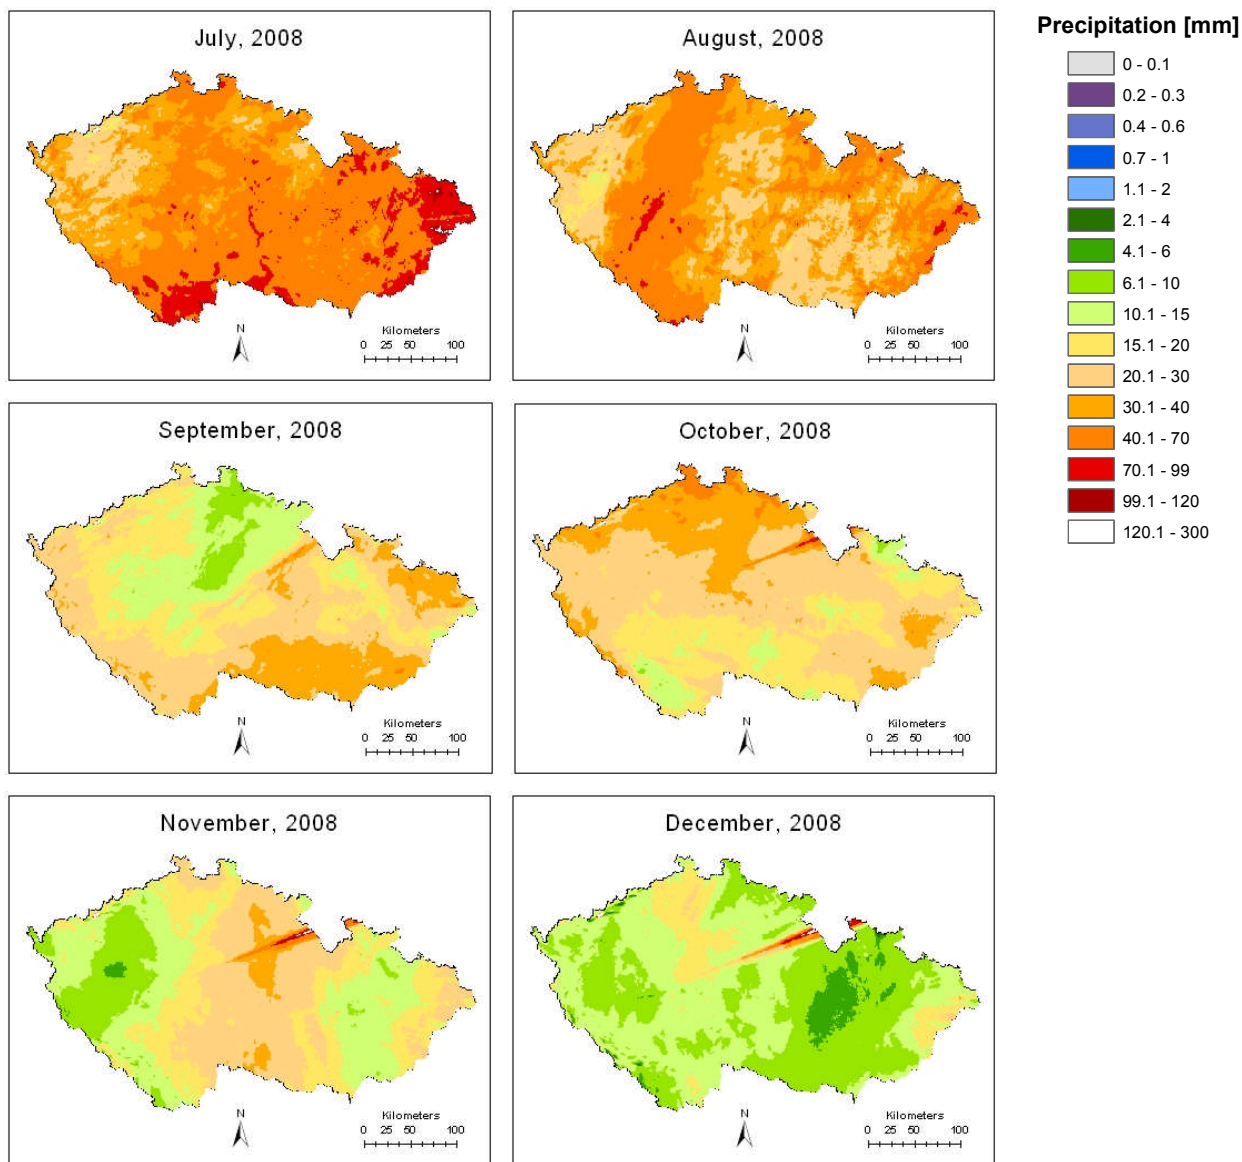 July, 2008
N
Kilometers
0 25 50 100
August, 2008
N
Kilometers
0 25 50 100
Precipitation [mm]
0 - 0.1
0.2 - 0.3
0.4 - 0.6
0.7 - 1
1.1 - 2
2.1 - 4
4.1 - 6
6.1 - 10
10.1 - 15
15.1 - 20
20.1 - 30
30.1 - 40
40.1 - 70
70.1 - 99
99.1 - 120
120.1 - 300
September, 2008
N
Kilometers
0 25 50 100
October, 2008
N
Kilometers
0 25 50 100
November, 2008
N
Kilometers
0 25 50 100
December, 2008
N
Kilometers
0 25 50 100